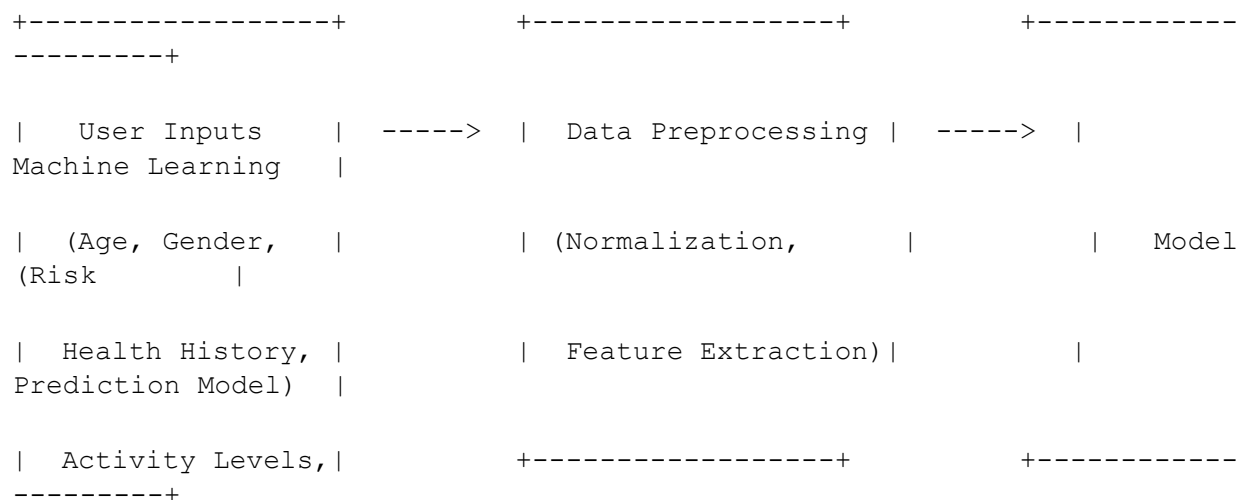 +------------------+          +------------------+          +------------
---------+
|   User Inputs    |  ----->  |  Data Preprocessing |  ----->  |
Machine Learning   |
|  (Age, Gender,   |          | (Normalization,      |          |   Model
(Risk        |
|  Health History, |          |  Feature Extraction)|          |
Prediction Model)  |
|  Activity Levels,|          +------------------+          +------------
---------+